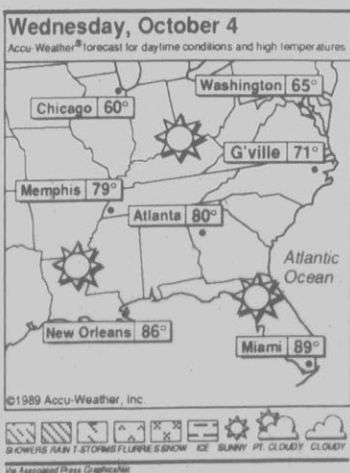 Wednesday, October 4
Accu-Weather® forecast for daytime conditions and high temperatures
Washington 65°
Chicago 60°
G'ville 71°
Memphis 79°
Atlanta 80°
Atlantic
Ocean
New Orleans 86°
Miami 89°
©1989 Accu-Weather, Inc.
SHOWERS RAIN T-STORMS FLURRIES SNOW ICE SUNNY PT. CLOUDY CLOUDY
Via Associated Press GraphicsNet